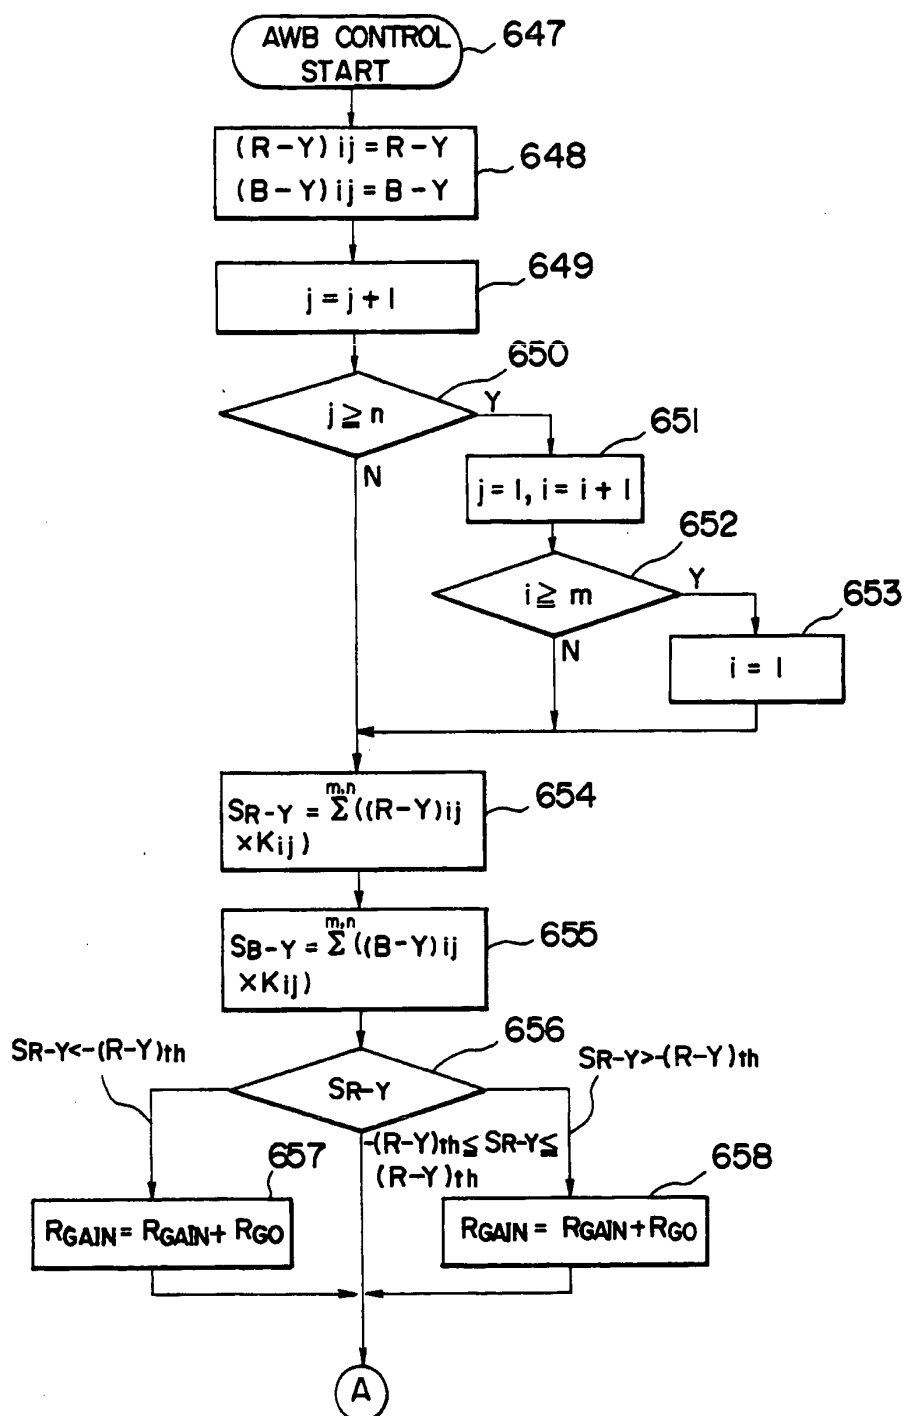 AWB CONTROL
START
647
(R-Y) ij = R-Y
(B-Y) ij = B-Y
648
649
j = j + 1
650
j ≧ n
Y
N
651
j = 1, i = i + 1
652
i ≧ m
Y
N
653
i = 1
654
m,n
SR-Y = Σ((R-Y)ij
×Kij)
655
m,n
SB-Y = Σ((B-Y)ij
×Kij)
656
SR-Y<-(R-Y)th
SR-Y
SR-Y>-(R-Y)th
-(R-Y)th≦SR-Y≦
(R-Y)th
657
RGAIN = RGAIN + RGO
658
RGAIN = RGAIN + RGO
A